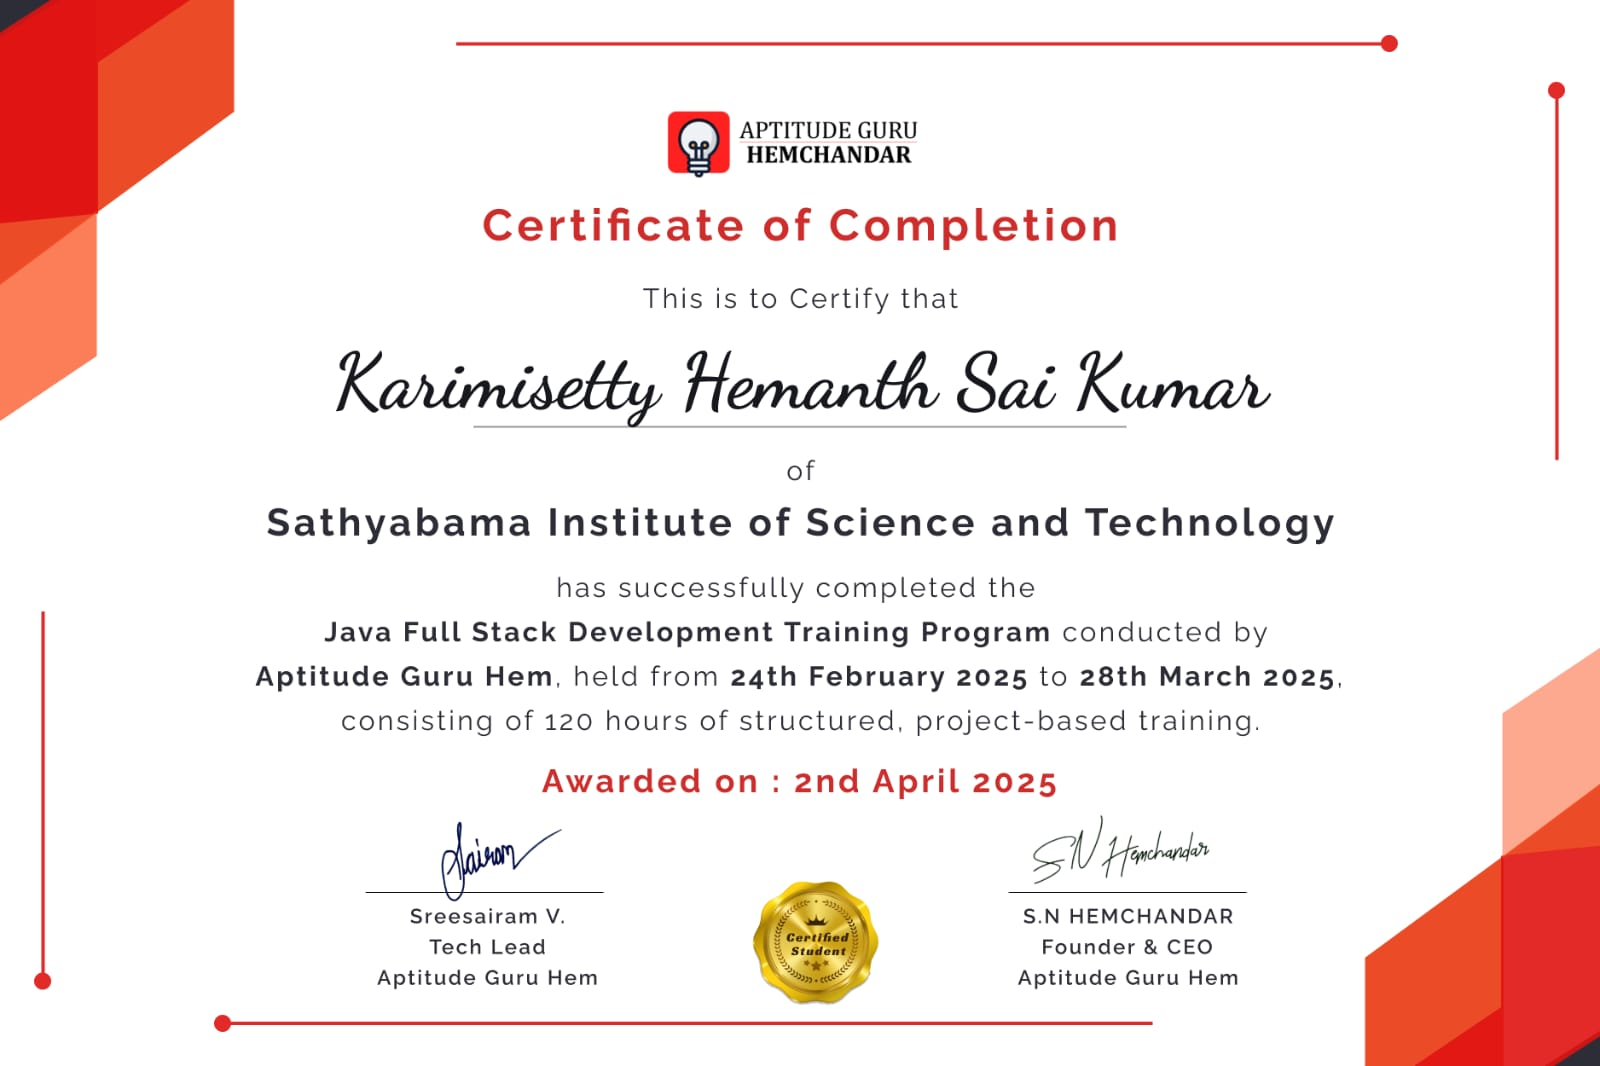 APTITUDE GURU
HEMCHANDAR
Certificate of Completion
This is to Certify that
Karimisetty Hemanth Sai Kumar
of
Sathyabama Institute of Science and Technology
has successfully completed the
Java Full Stack Development Training Program conducted by
Aptitude Guru Hem, held from 24th February 2025 to 28th March 2025,
consisting of 120 hours of structured, project-based training.
Awarded on : 2nd April 2025
Sairam
SN Hemchandar
Sreesairam V.
Tech Lead
Aptitude Guru Hem
Certified
Student
S.N HEMCHANDAR
Founder & CEO
Aptitude Guru Hem